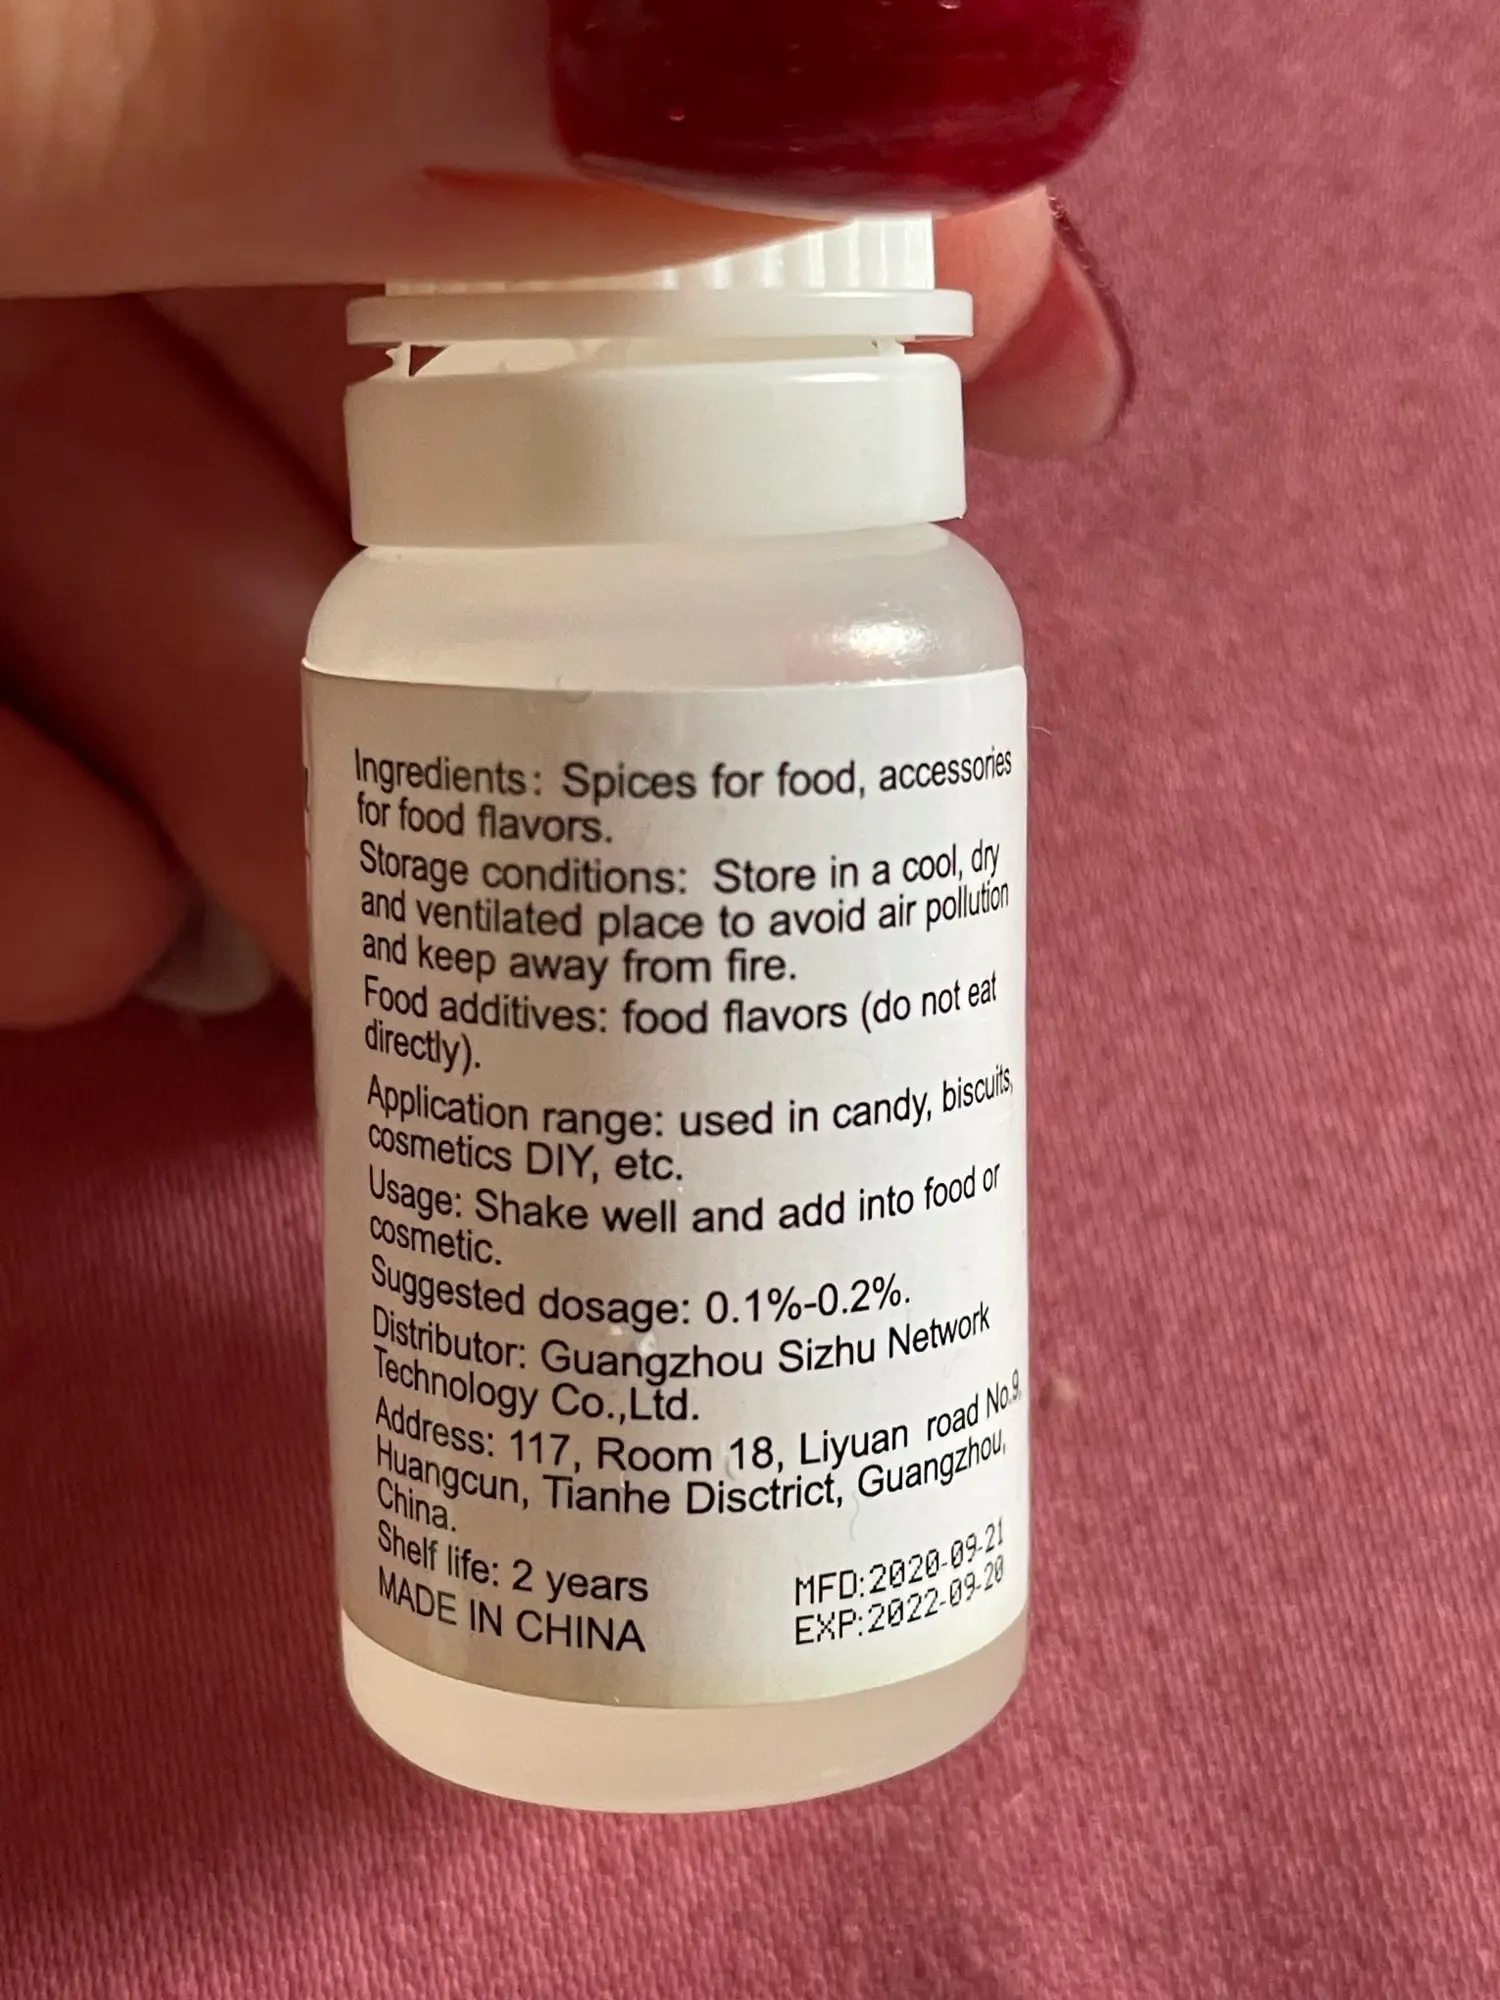 Ingredients: Spices for food, accessories
for food flavors.
Storage conditions: Store in a cool, dry
and ventilated place to avoid air pollution
and keep away from fire.
Food additives: food flavors (do not eat
directly).
Application range: used in candy, biscuits,
cosmetics DIY, etc.
Usage: Shake well and add into food or
cosmetic.
Suggested dosage: 0.1%-0.2%.
Distributor: Guangzhou Sizhu Network
Technology Co.,Ltd.
Address: 117, Room 18, Liyuan road No.9,
Huangcun, Tianhe Disctrict, Guangzhou,
China.
Shelf life: 2 years
MADE IN CHINA
MFD:2020-09-21
EXP:2022-09-20